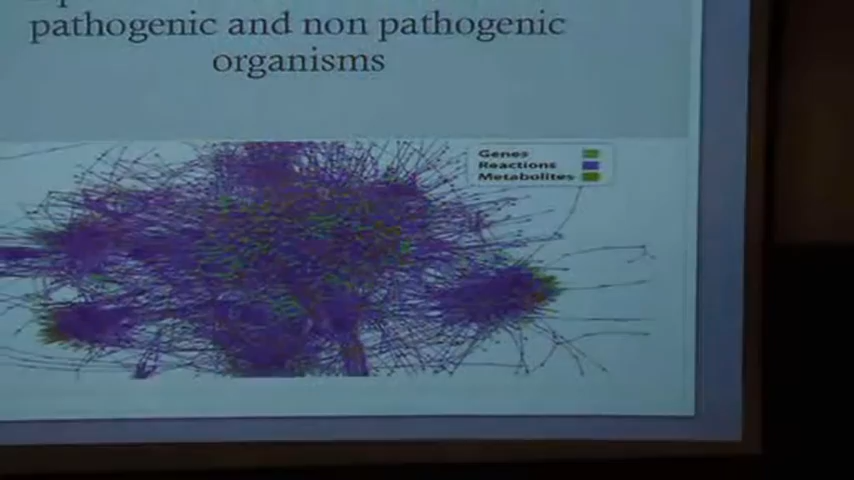 pathogenic and non pathogenic
organisms
Genes
Reactions
Metabolites